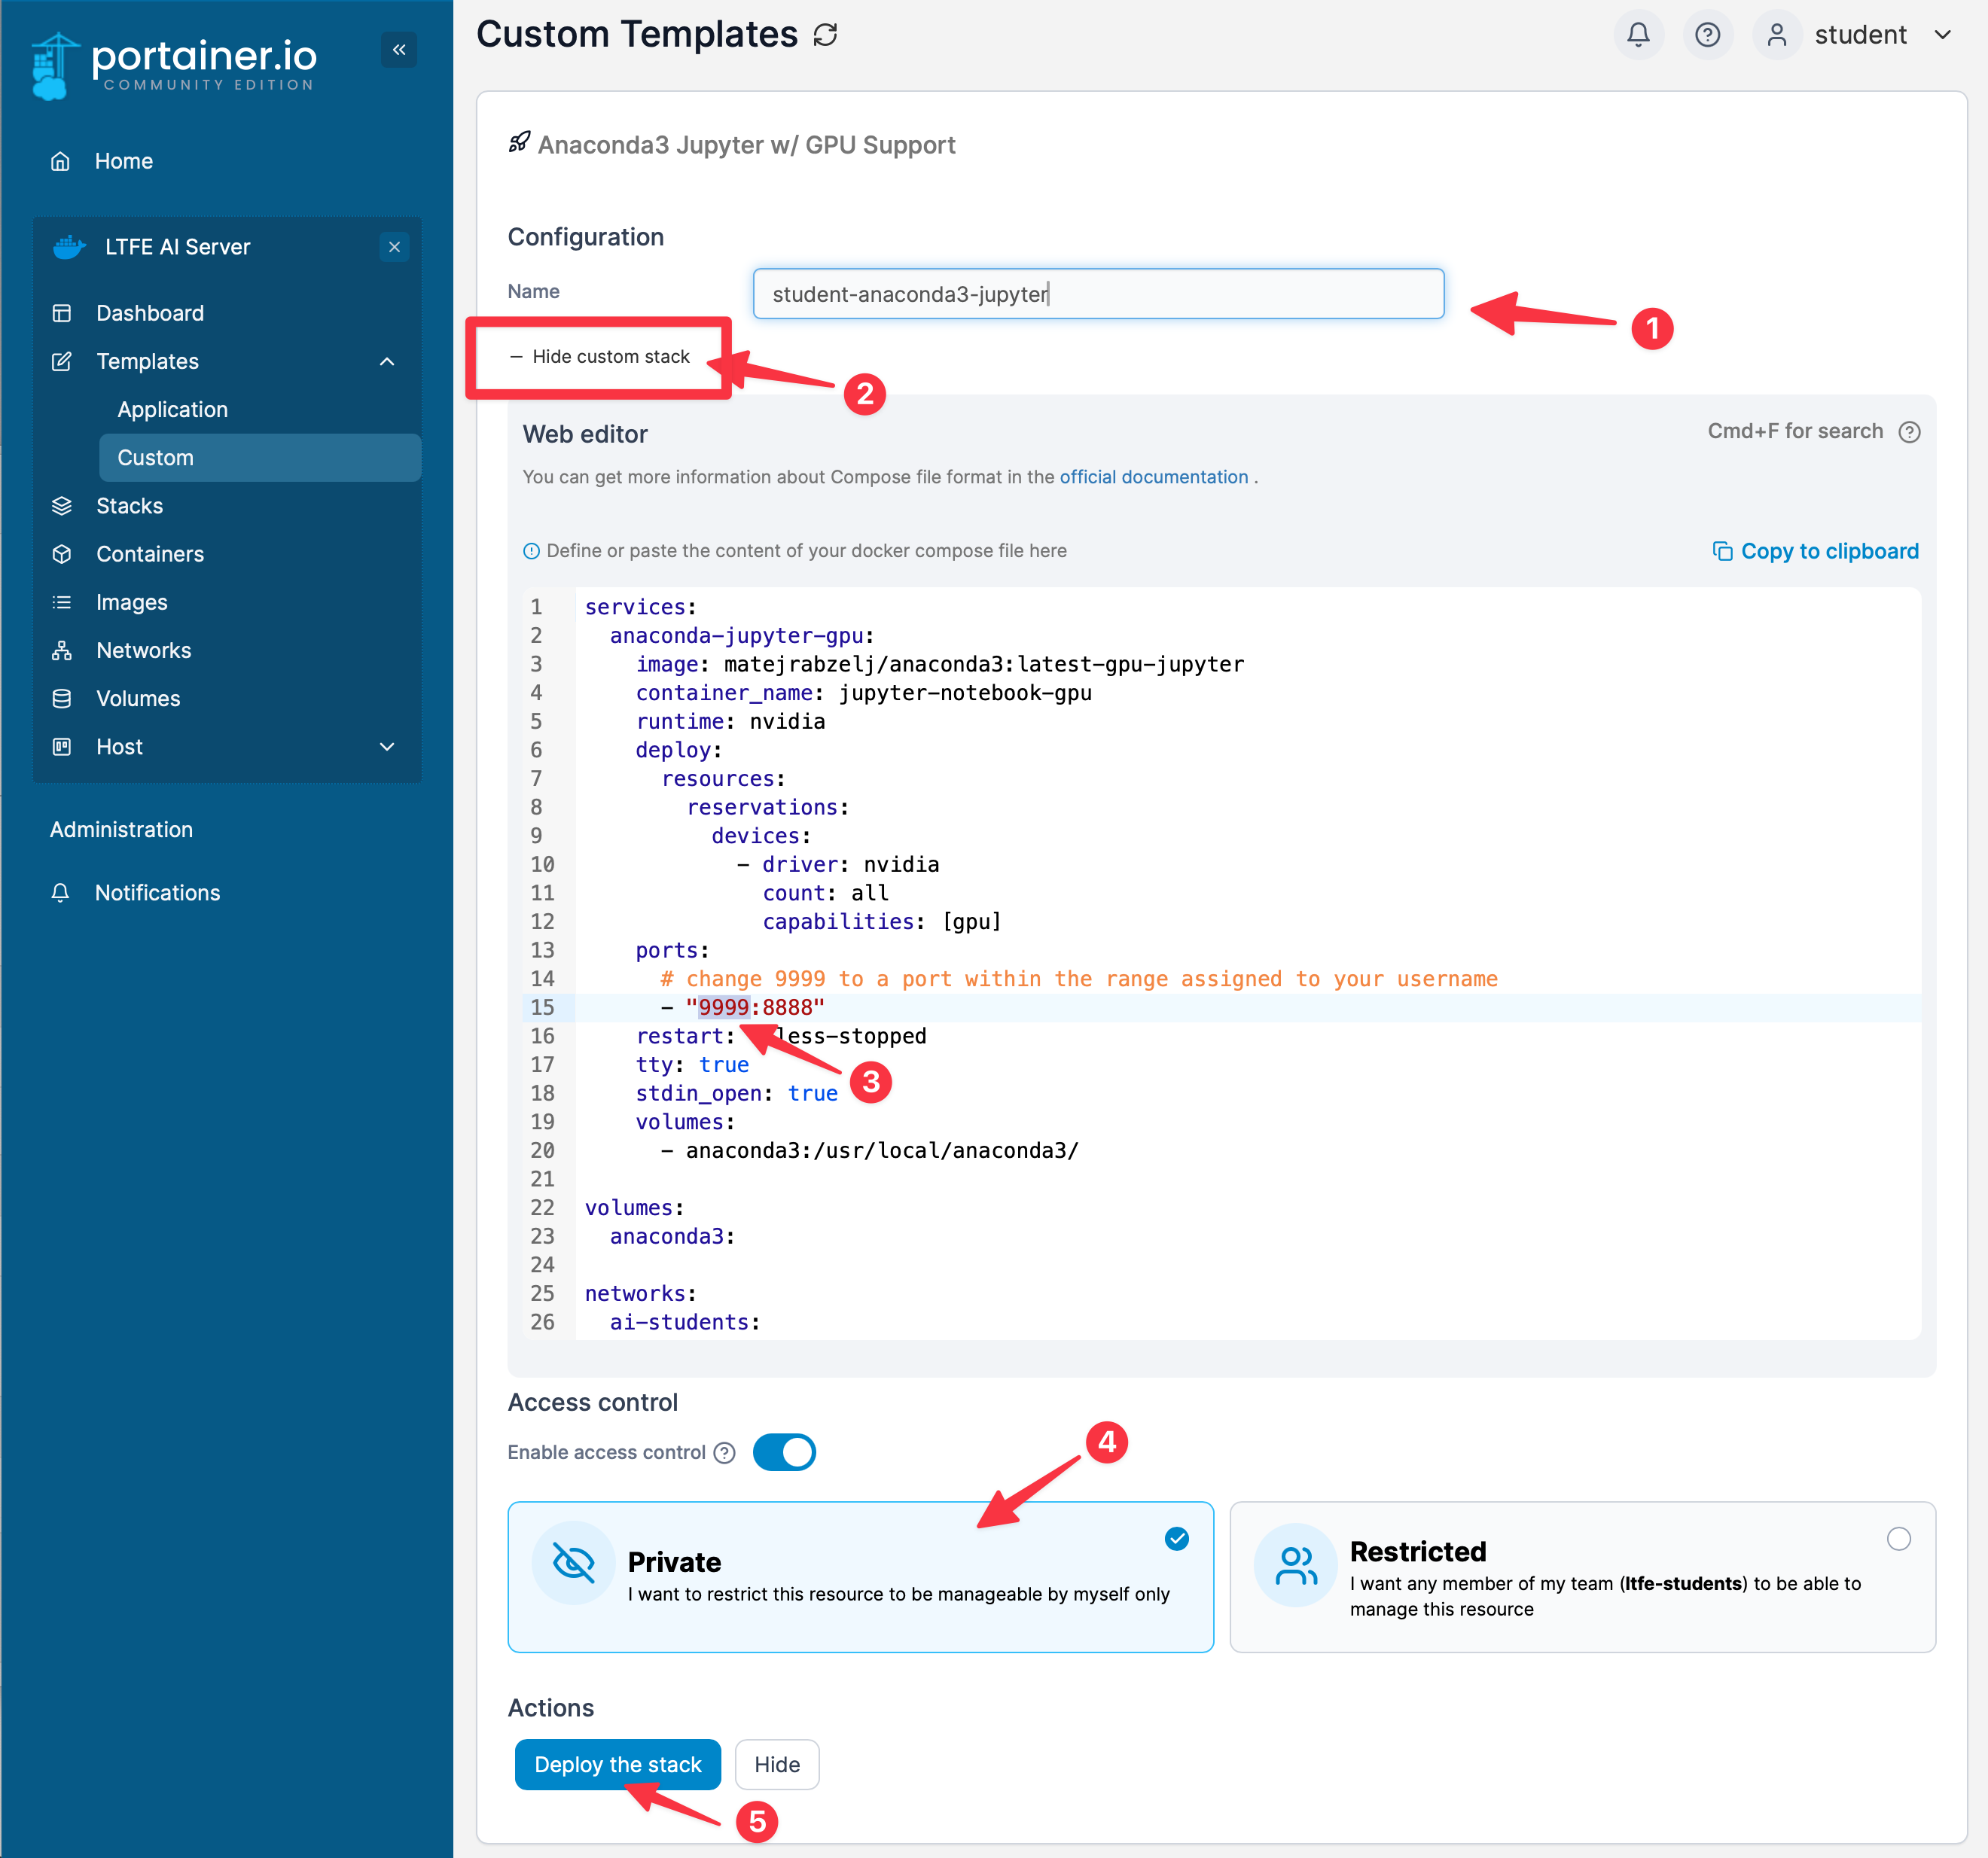 portainer.io
COMMUNITY EDITION
Home
LTFE AI Server
Dashboard
Templates
Application
Custom
Stacks
Containers
Images
Networks
Volumes
Host
Administration
Notifications
Custom Templates
student
Anaconda3 Jupyter w/ GPU Support
Configuration
Name
student-anaconda3-jupyter
1
Hide custom stack
2
Web editor
Cmd+F for search
You can get more information about Compose file format in the official documentation .
Define or paste the content of your docker compose file here
Copy to clipboard
1 services:
2   anaconda-jupyter-gpu:
3     image: matejrabzelj/anaconda3:latest-gpu-jupyter
4     container_name: jupyter-notebook-gpu
5     runtime: nvidia
6     deploy:
7       resources:
8         reservations:
9           devices:
10             - driver: nvidia
11               count: all
12               capabilities: [gpu]
13     ports:
14       # change 9999 to a port within the range assigned to your username
15       - "9999:8888"
16     restart: less-stopped
17     tty: true
3
18     stdin_open: true
19     volumes:
20       - anaconda3:/usr/local/anaconda3/
21
22 volumes:
23   anaconda3:
24
25 networks:
26   ai-students:
Access control
Enable access control
4
Private
I want to restrict this resource to be manageable by myself only
Restricted
I want any member of my team (ltfe-students) to be able to
manage this resource
Actions
Deploy the stack
Hide
5